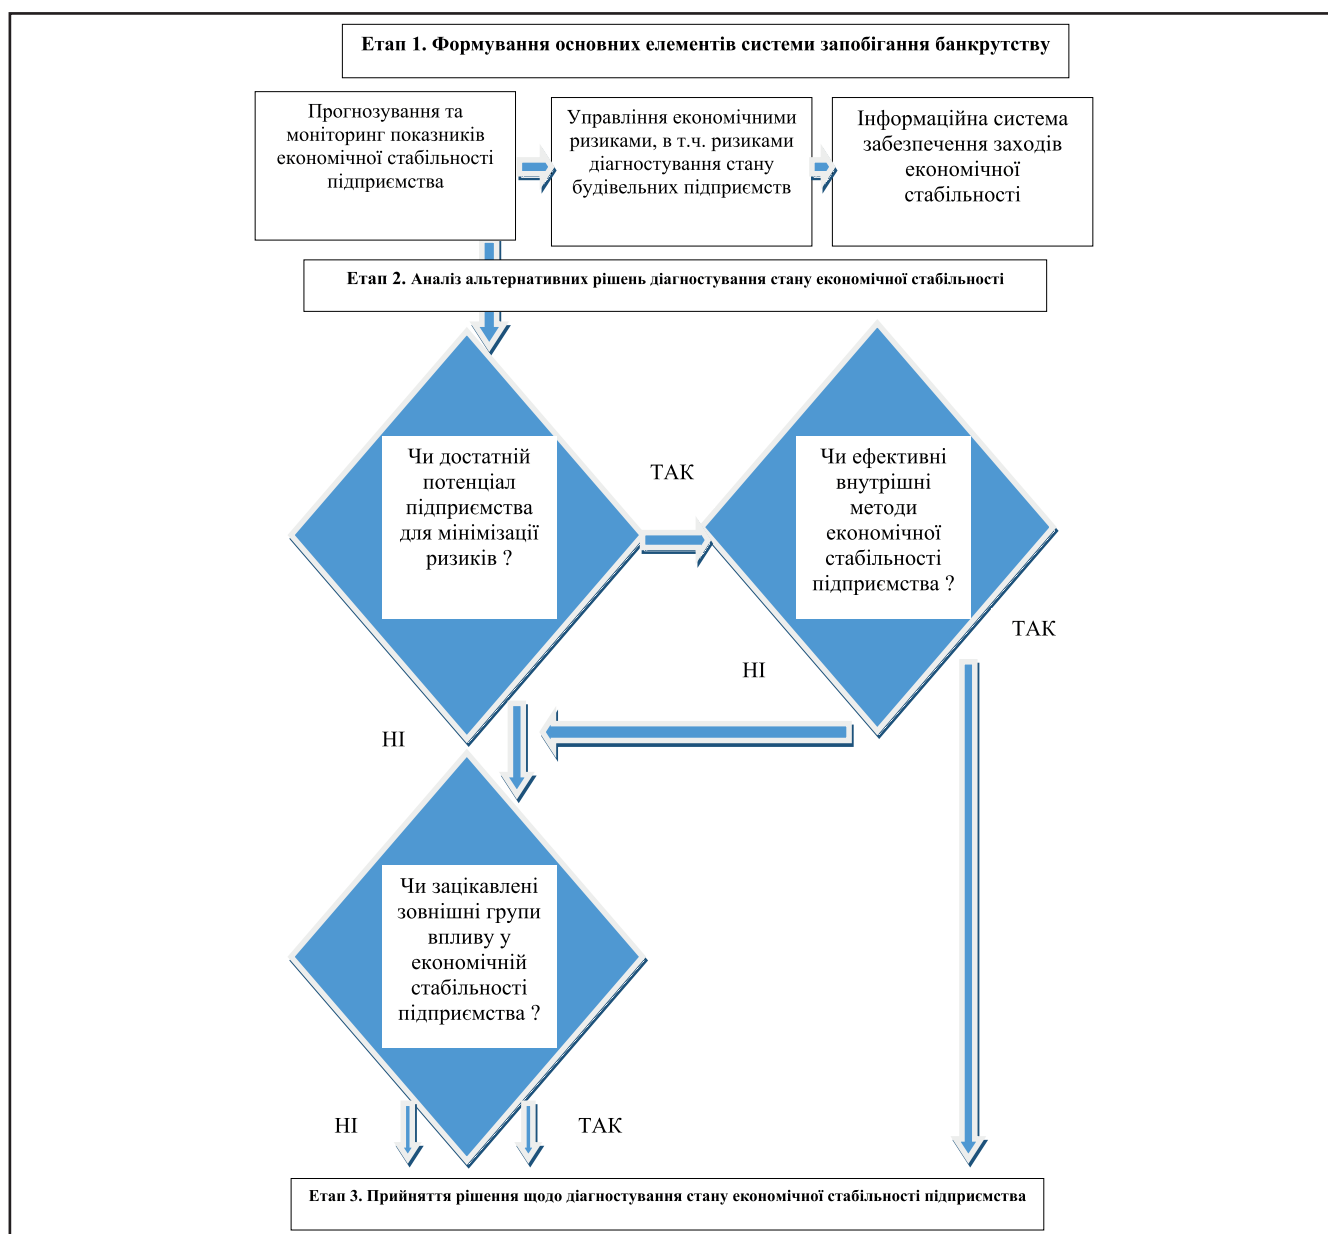 Етап 1. Формування основних елементів системи запобігання банкрутству
Прогнозування та
моніторинг показників
економічної стабільності
підприємства
Управління економічними
ризиками, в т.ч. ризиками
діагностування стану
будівельних підприємств
Інформаційна система
забезпечення заходів
економічної
стабільності
Етап 2. Аналіз альтернативних рішень діагностування стану економічної стабільності
Чи достатній
потенціал
підприємства
для мінімізації
ризиків ?
ТАК
Чи ефективні
внутрішні
методи
економічної
стабільності
підприємства ?
ТАК
НІ
НІ
Чи зацікавлені
зовнішні групи
впливу у
економічній
стабільності
підприємства ?
НІ
ТАК
Етап 3. Прийняття рішення щодо діагностування стану економічної стабільності підприємства